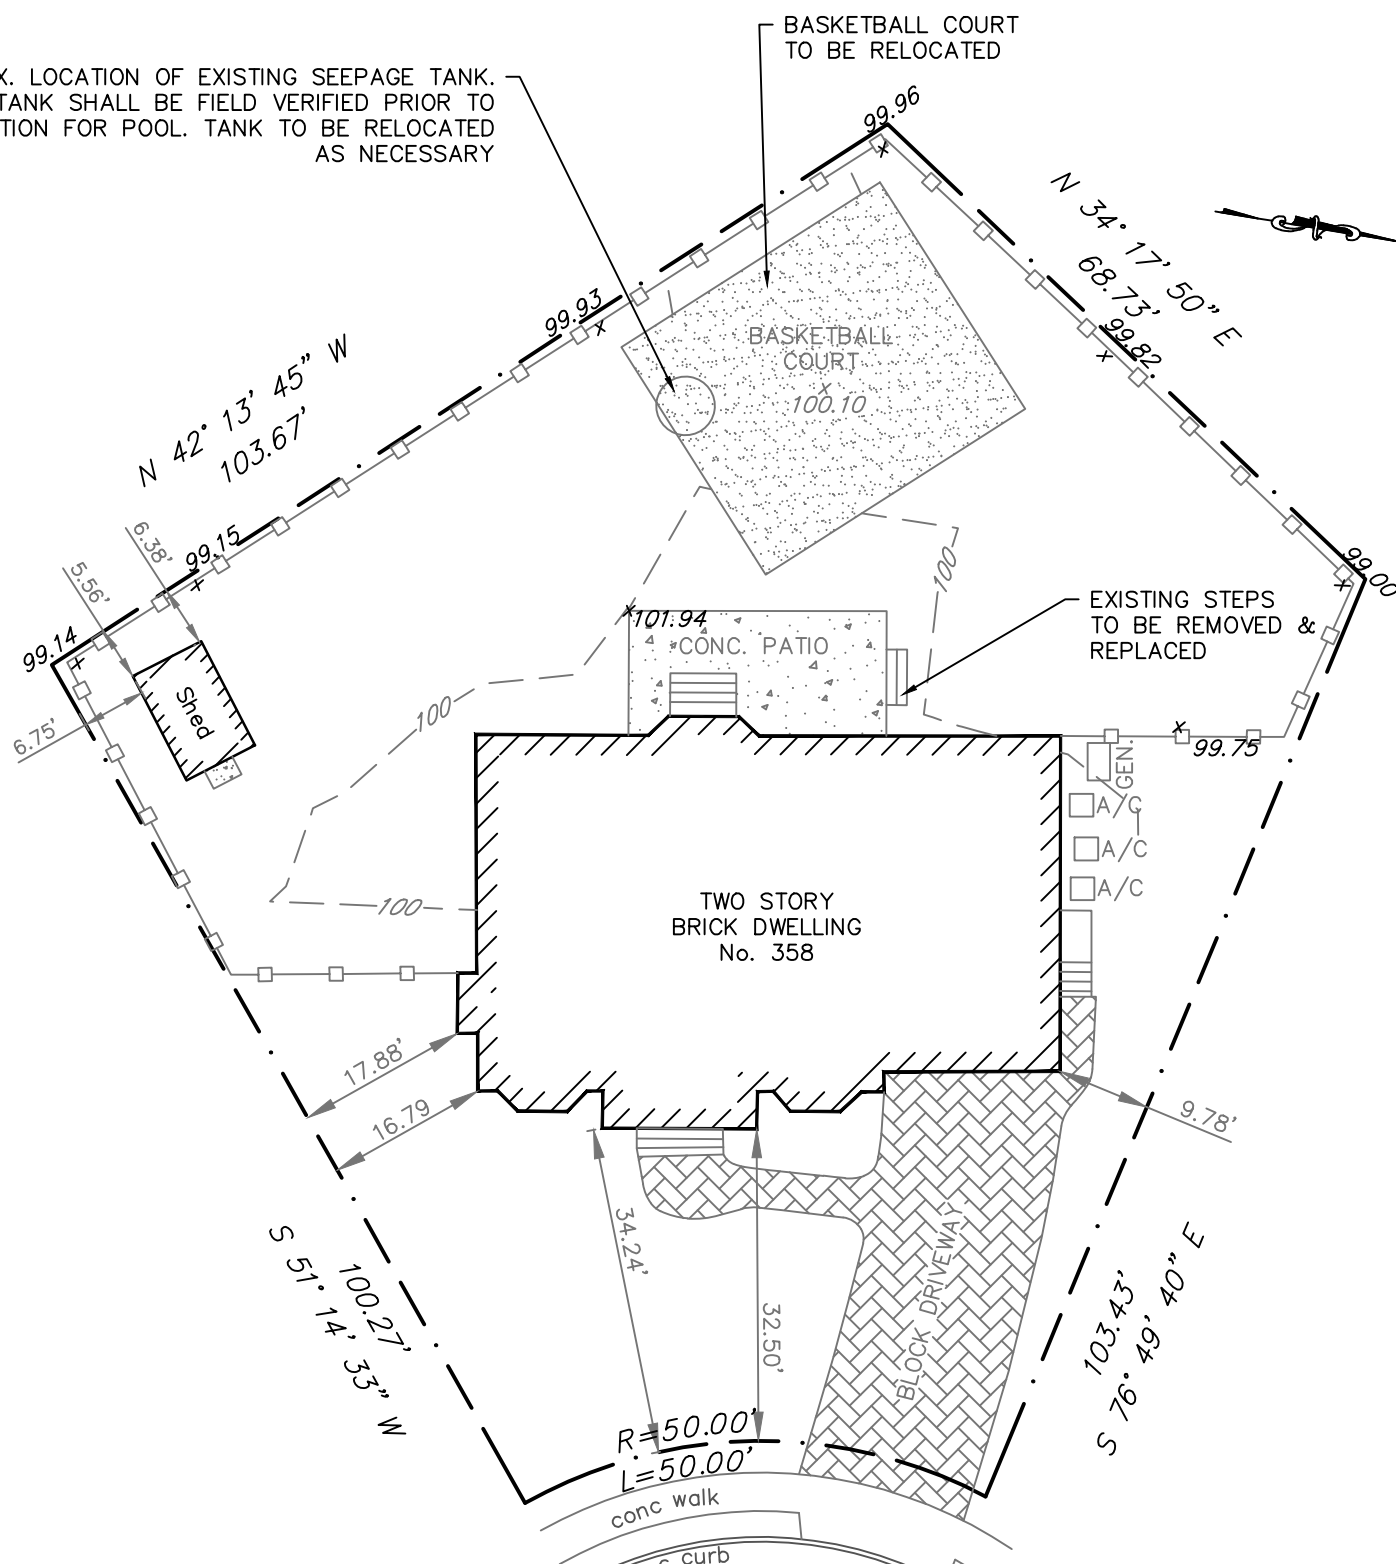 BASKETBALL COURT
TO BE RELOCATED
X. LOCATION OF EXISTING SEEPAGE TANK.
TANK SHALL BE FIELD VERIFIED PRIOR TO
TION FOR POOL. TANK TO BE RELOCATED
AS NECESSARY
99.96
N 34° 17' 50" E
68.73'
99.93
99.82
BASKETBALL
COURT
x
100.10
N 42° 13' 45" W
103.67'
99.15
6.38'
5.56'
99.14
6.75'
Shed
99.00
100
EXISTING STEPS
TO BE REMOVED &
REPLACED
101.94
CONC. PATIO
100
99.75
GEN.
A/C
A/C
A/C
100
TWO STORY
BRICK DWELLING
No. 358
17.88'
16.79
9.78'
34.24'
32.50'
BLOCK DRIVEWAY
100.27'
S 51° 14' 33" W
103.43'
S 76° 49' 40" E
R=50.00'
L=50.00'
conc walk
curb